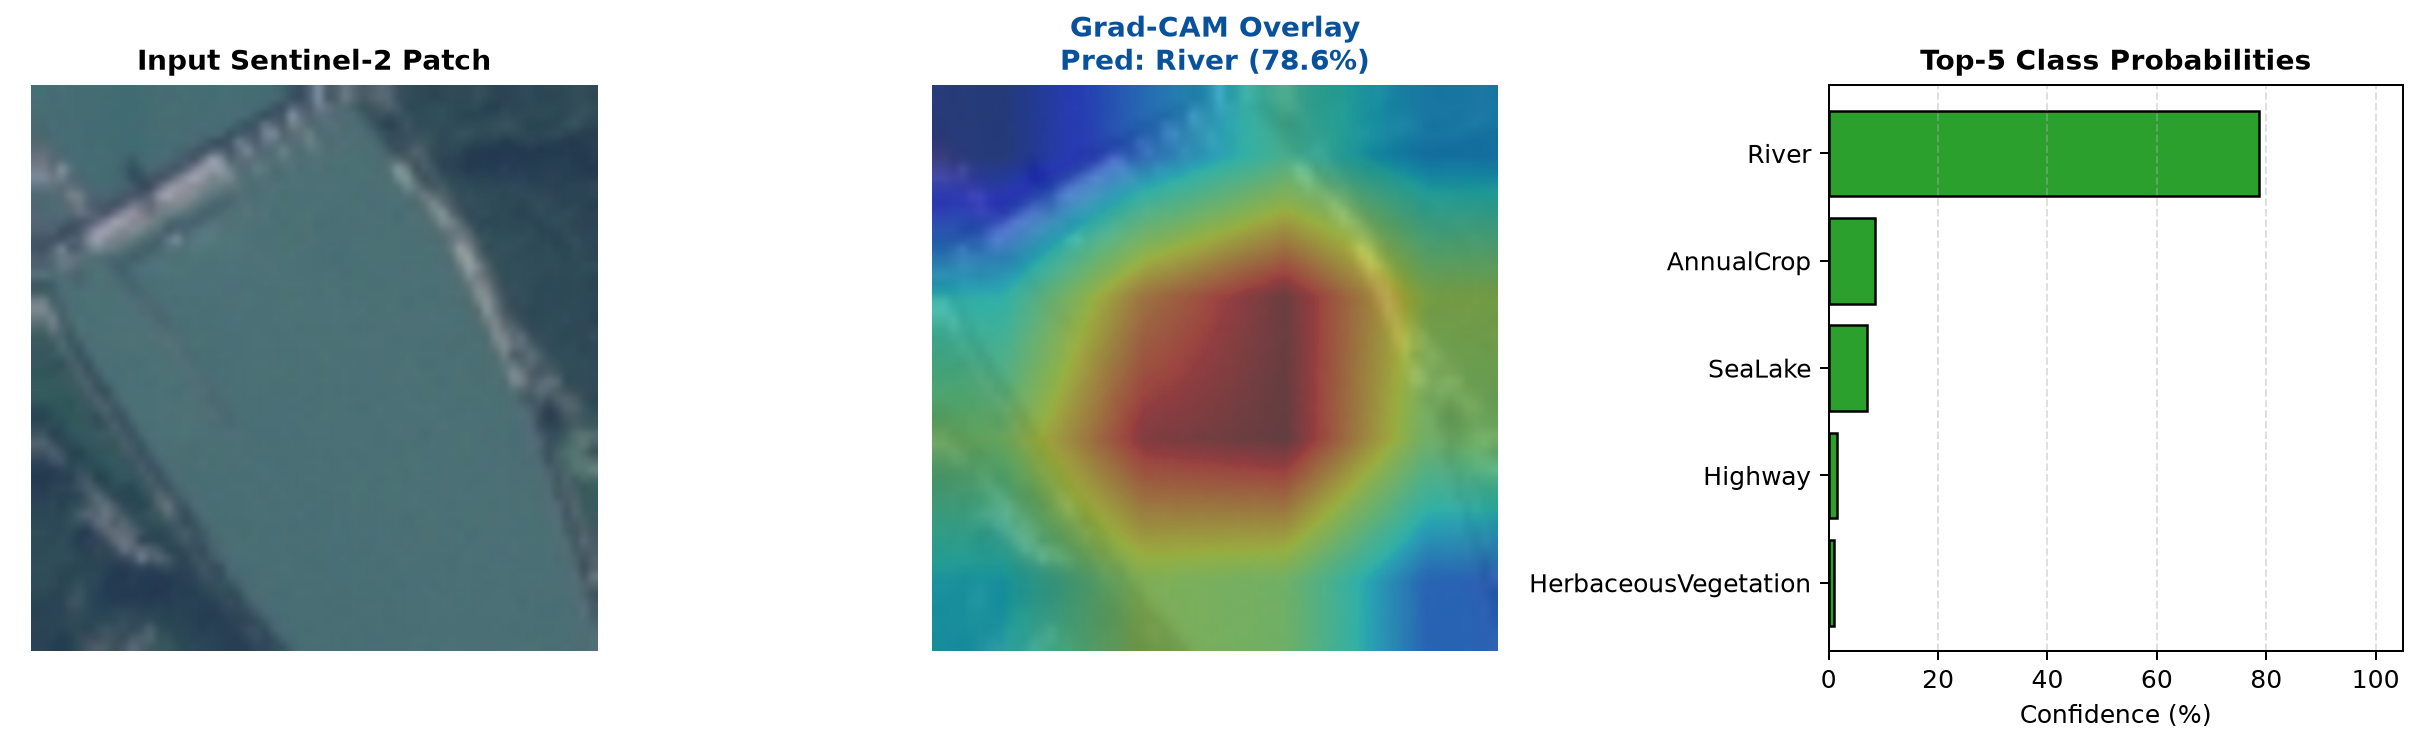 Input Sentinel-2 Patch
Grad-CAM Overlay
Pred: River (78.6%)
Top-5 Class Probabilities
River
AnnualCrop
SeaLake
Highway
HerbaceousVegetation
0 20 40 60 80 100
Confidence (%)